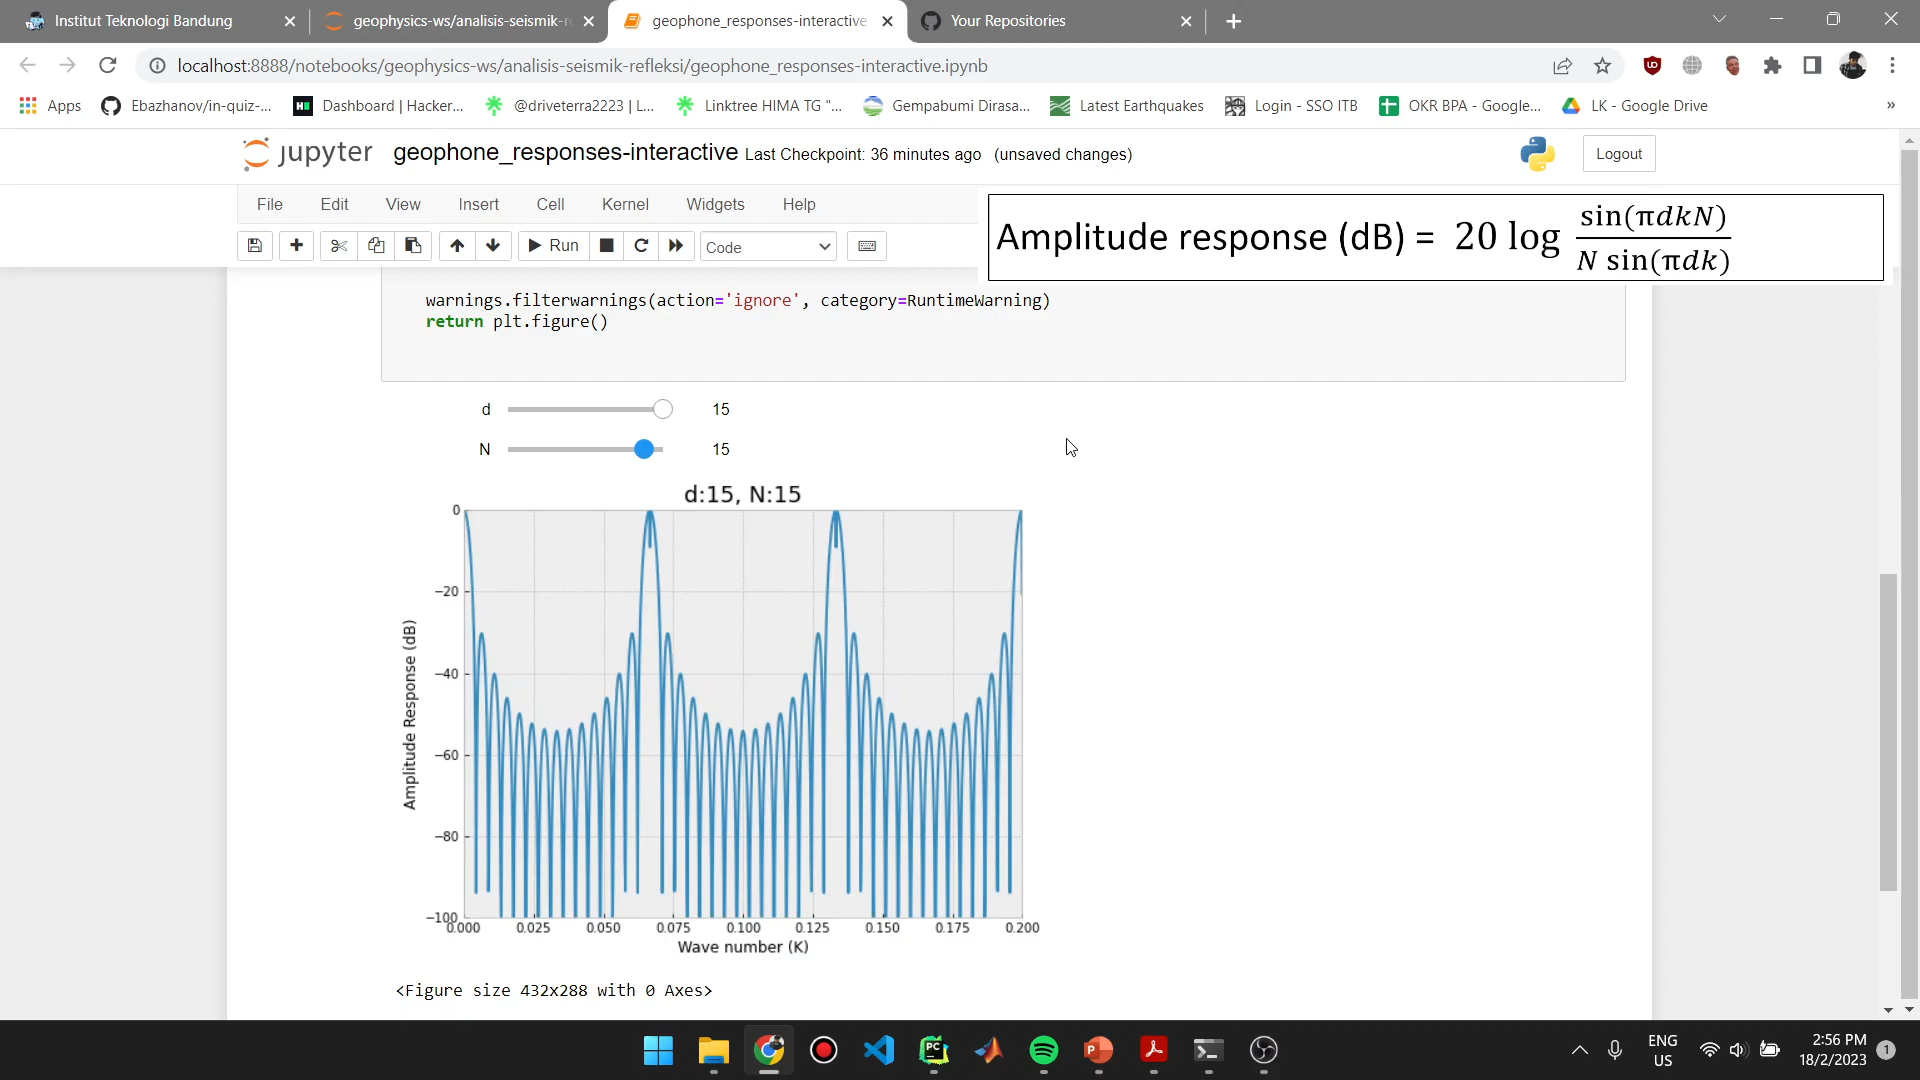 Institut Teknologi Bandung
geophysics-ws/analisis-seismik-r
geophone_responses-interactive
Your Repositories
localhost:8888/notebooks/geophysics-ws/analisis-seismik-refleksi/geophone_responses-interactive.ipynb
Apps
Ebazhanov/in-quiz-...
Dashboard | Hacker...
@driveterra2223 | L...
Linktree HIMA TG "...
Gempabumi Dirasa...
Latest Earthquakes
Login - SSO ITB
OKR BPA - Google...
LK - Google Drive
»
jupyter
geophone_responses-interactive Last Checkpoint: 36 minutes ago (unsaved changes)
Logout
File
Edit
View
Insert
Cell
Kernel
Widgets
Help
Run
Code
Amplitude response (dB) = 20 log sin(πdkN)
N sin(πdk)
warnings.filterwarnings(action='ignore', category=RuntimeWarning)
return plt.figure()
d 15
N 15
d:15, N:15
0
−20
−40
−60
−80
−100
Amplitude Response (dB)
0.000 0.025 0.050 0.075 0.100 0.125 0.150 0.175 0.200
Wave number (K)
<Figure size 432x288 with 0 Axes>
ENG
US
2:56 PM
18/2/2023
1